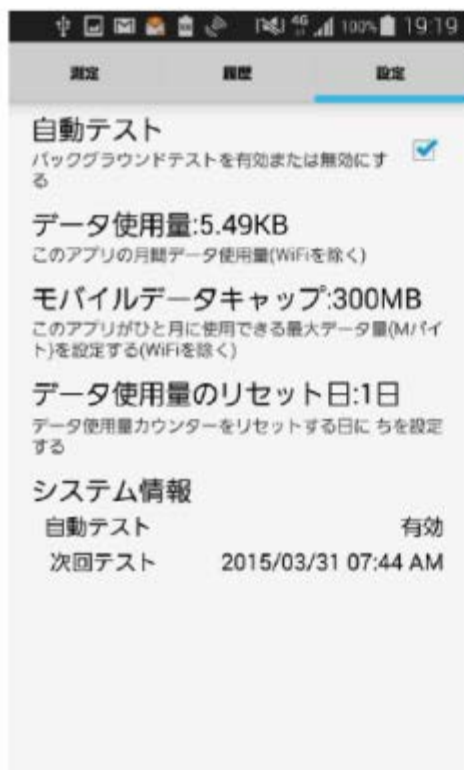 4G 100% 19:19
測定 履歴 設定
自動テスト
バックグラウンドテストを有効または無効にす
る
データ使用量:5.49KB
このアプリの月間データ使用量(WiFiを除く)
モバイルデータキャップ:300MB
このアプリがひと月に使用できる最大データ量(Mバイ
ト)を設定する(WiFiを除く)
データ使用量のリセット日:1日
データ使用量カウンターをリセットする日に ちを設定
する
システム情報
自動テスト 有効
次回テスト 2015/03/31 07:44 AM